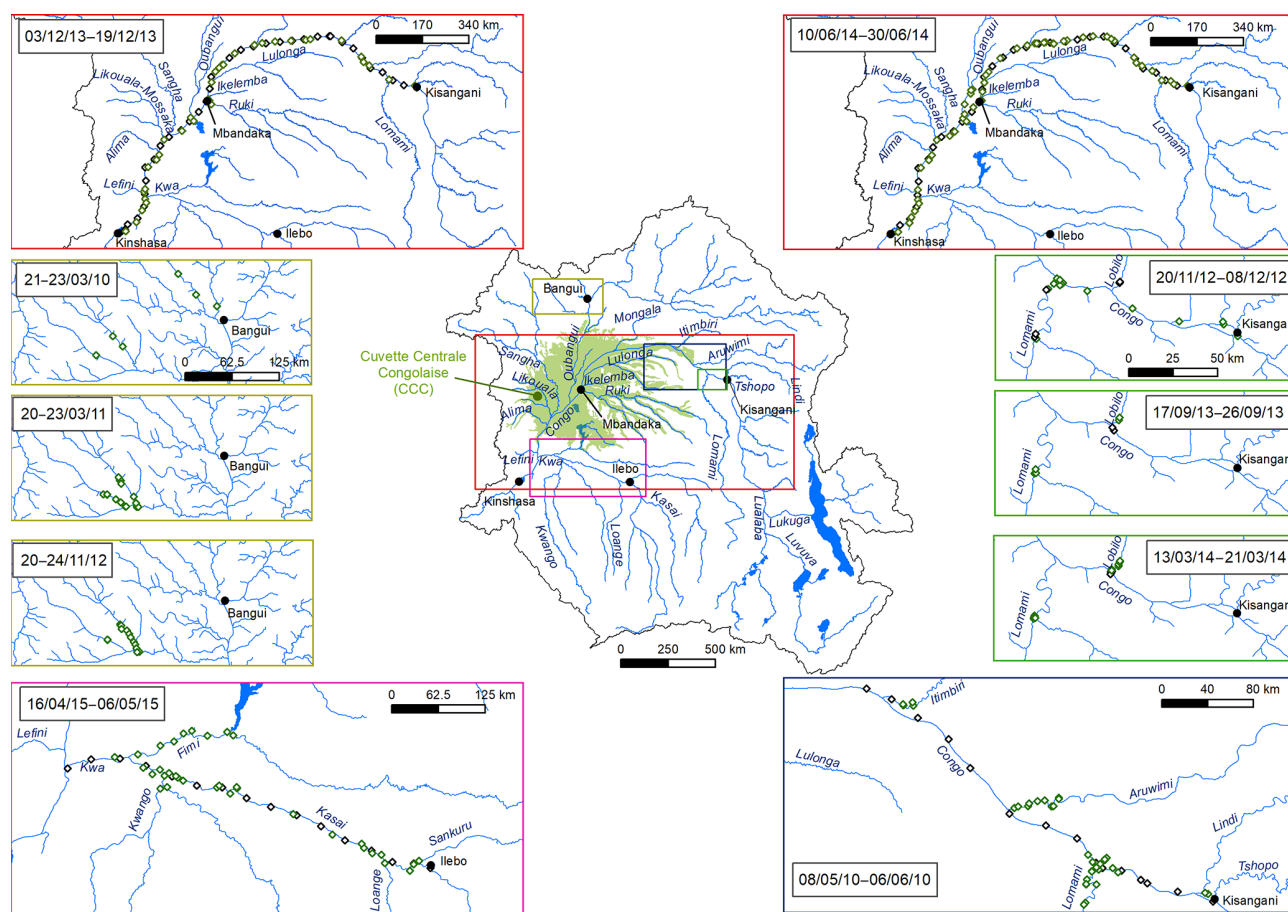 03/12/13–19/12/13
0 170 340 km
Oubangui
Sangha
Likouala-Mossaka
Lulonga
Ikelemba
Ruki
Kisangani
Mbandaka
Alima
Lomami
Lefini
Kwa
Kinshasa
Ilebo
10/06/14–30/06/14
0 170 340 km
Oubangui
Sangha
Likouala-Mossaka
Lulonga
Ikelemba
Ruki
Kisangani
Mbandaka
Alima
Lomami
Lefini
Kwa
Kinshasa
Ilebo
21–23/03/10
Bangui
0 62.5 125 km
20–23/03/11
Bangui
20–24/11/12
Bangui
Bangui
Mongala
Oubangui
Itimbiri
Sangha
Lulonga
Aruwimi
Cuvette Centrale
Congolaise
(CCC)
Likouala
Ikelemba
Ruki
Tshopo
Lindi
Alima
Congo
Mbandaka
Kisangani
Lefini
Kwa
Ilebo
Lomami
Kinshasa
Kasai
Lualaba
Lukuga
Kwango
Loange
Luvuva
0 250 500 km
20/11/12–08/12/12
Lobilo
Congo
Lomami
Kisanga
0 25 50 km
17/09/13–26/09/13
Lobilo
Congo
Lomami
Kisangan
13/03/14–21/03/14
Lobilo
Congo
Lomami
Kisangan
16/04/15–06/05/15
0 62.5 125 km
Lefini
Fimi
Kwa
Kwango
Kasai
Sankuru
Ilebo
Loange
0 40 80 km
Itimbiri
Congo
Lulonga
Aruwimi
Lindi
Tshopo
Lomami
Kisangani
08/05/10–06/06/10